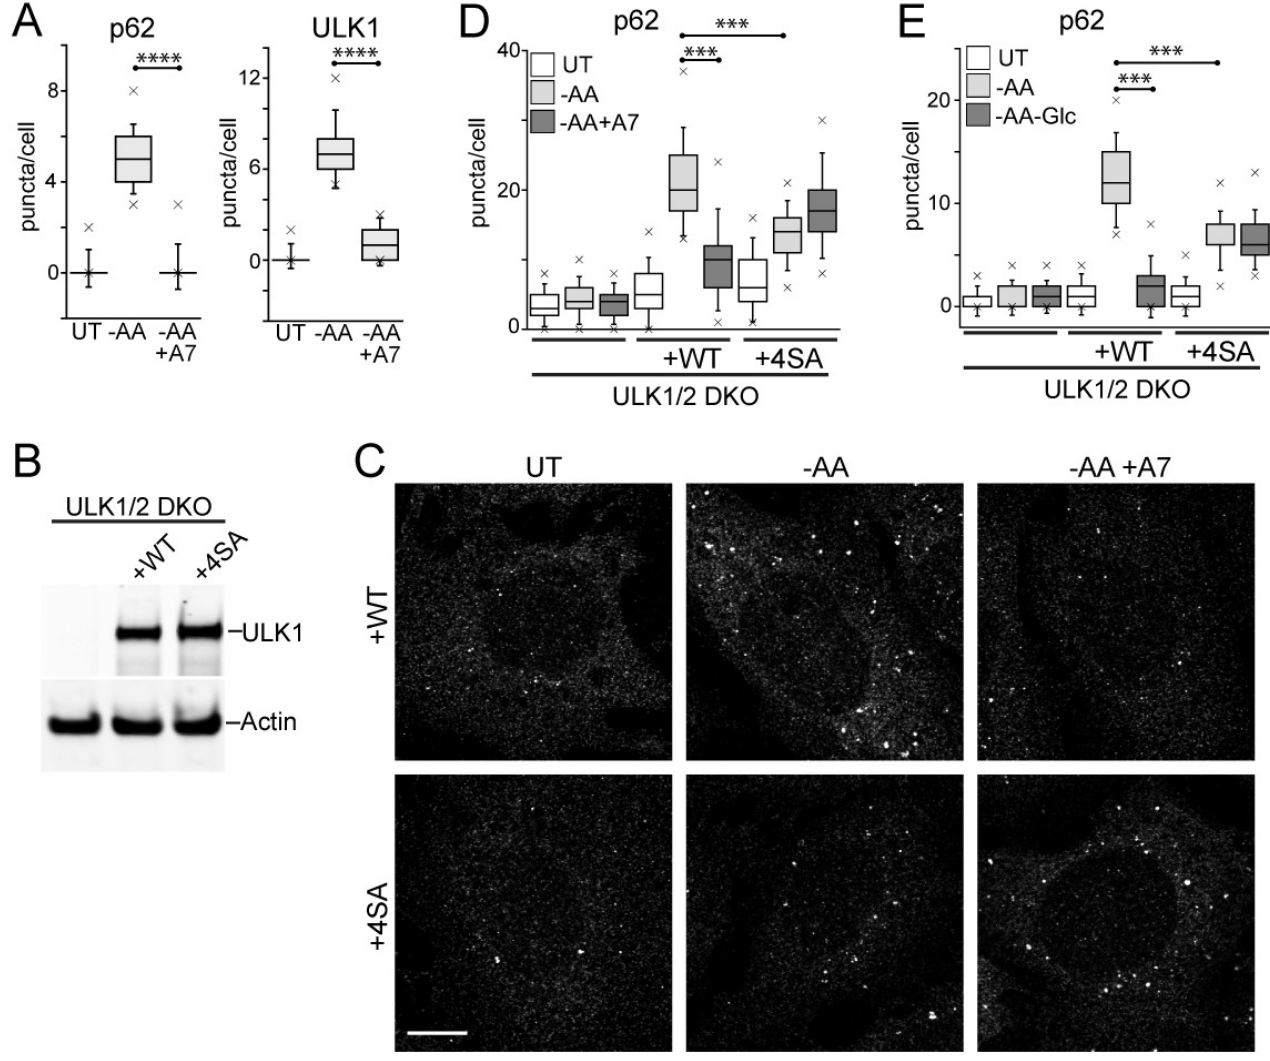 A
p62
****
puncta/cell
8
4
0
UT
-AA
-AA
+A7
ULK1
****
puncta/cell
12
6
0
UT
-AA
-AA
+A7
D
p62
***
***
UT
-AA
-AA+A7
puncta/cell
40
20
0
+WT
+4SA
ULK1/2 DKO
E
p62
***
***
UT
-AA
-AA-Glc
puncta/cell
20
10
0
+WT
+4SA
ULK1/2 DKO
B
ULK1/2 DKO
+WT
+4SA
ULK1
Actin
C
UT
-AA
-AA +A7
+WT
+4SA